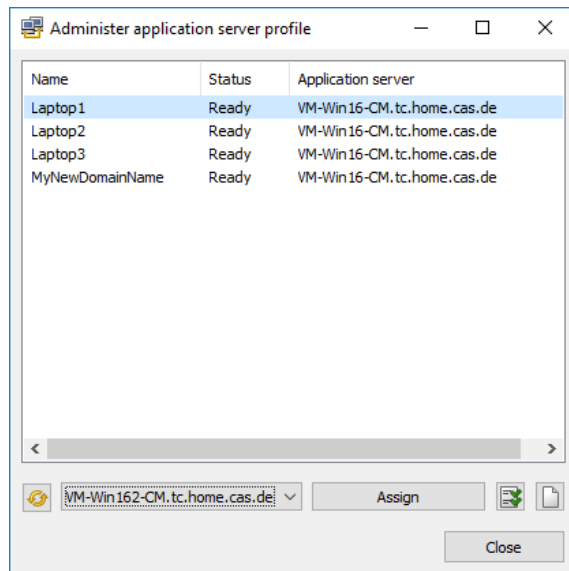 Administer application server profile
Name Status Application server
Laptop1 Ready VM-Win16-CM.tc.home.cas.de
Laptop2 Ready VM-Win16-CM.tc.home.cas.de
Laptop3 Ready VM-Win16-CM.tc.home.cas.de
MyNewDomainName Ready VM-Win16-CM.tc.home.cas.de
VM-Win162-CM.tc.home.cas.de Assign
Close